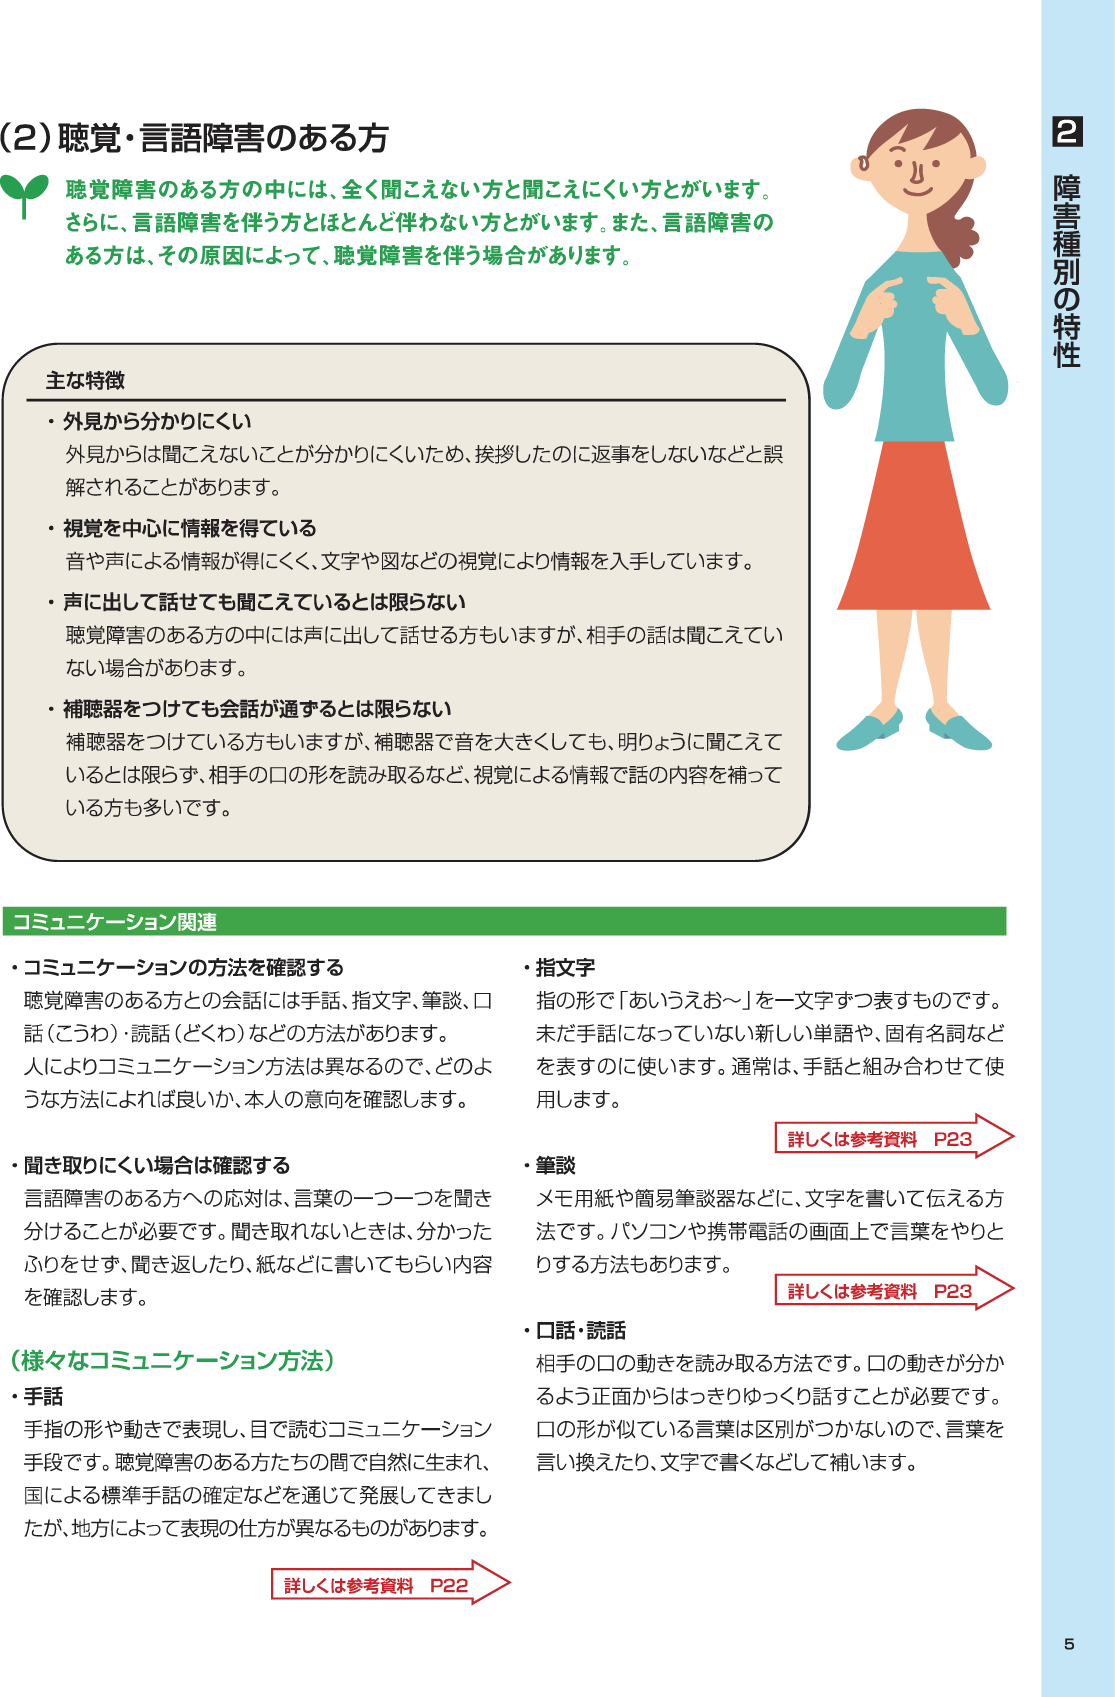 (2)聴覚・言語障害のある方
聴覚障害のある方の中には、全く聞こえない方と聞こえにくい方とがいます。
さらに、言語障害を伴う方とほとんど伴わない方とがいます。また、言語障害の
ある方は、その原因によって、聴覚障害を伴う場合があります。
主な特徴
・外見から分かりにくい
外見からは聞こえないことが分かりにくいため、挨拶したのに返事をしないなどと誤
解されることがあります。
・視覚を中心に情報を得ている
音や声による情報が得にくく、文字や図などの視覚により情報を入手しています。
・声に出して話せても聞こえているとは限らない
聴覚障害のある方の中には声に出して話せる方もいますが、相手の話は聞こえてい
ない場合があります。
・補聴器をつけても会話が通ずるとは限らない
補聴器をつけている方もいますが、補聴器で音を大きくしても、明りょうに聞こえて
いるとは限らず、相手の口の形を読み取るなど、視覚による情報で話の内容を補って
いる方も多いです。
コミュニケーション関連
・コミュニケーションの方法を確認する
聴覚障害のある方との会話には手話、指文字、筆談、口
話(こうわ)・読話(どくわ)などの方法があります。
人によりコミュニケーション方法は異なるので、どのよ
うな方法によれば良いか、本人の意向を確認します。
・聞き取りにくい場合は確認する
言語障害のある方への応対は、言葉の一つ一つを聞き
分けることが必要です。聞き取れないときは、分かった
ふりをせず、聞き返したり、紙などに書いてもらい内容
を確認します。
(様々なコミュニケーション方法)
・手話
手指の形や動きで表現し、目で読むコミュニケーション
手段です。聴覚障害のある方たちの間で自然に生まれ、
国による標準手話の確定などを通じて発展してきまし
たが、地方によって表現の仕方が異なるものがあります。
詳しくは参考資料 P22
・指文字
指の形で「あいうえお～」を一文字ずつ表すものです。
未だ手話になっていない新しい単語や、固有名詞など
を表すのに使います。通常は、手話と組み合わせて使
用します。
詳しくは参考資料 P23
・筆談
メモ用紙や簡易筆談器などに、文字を書いて伝える方
法です。パソコンや携帯電話の画面上で言葉をやりと
りする方法もあります。
詳しくは参考資料 P23
・口話・読話
相手の口の動きを読み取る方法です。口の動きが分か
るよう正面からはっきりゆっくり話すことが必要です。
口の形が似ている言葉は区別がつかないので、言葉を
言い換えたり、文字で書くなどして補います。
2 障害種別の特性
5